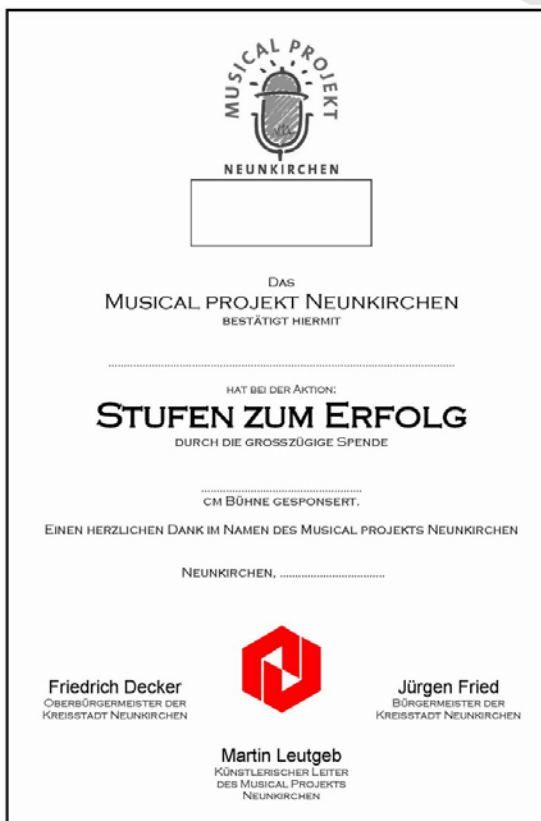 MUSICAL PROJEKT
NEUNKIRCHEN
DAS
MUSICAL PROJEKT NEUNKIRCHEN
BESTÄTIGT HIERMIT
HAT BEI DER AKTION:
STUFEN ZUM ERFOLG
DURCH DIE GROSSZÜGIGE SPENDE
CM BÜHNE GESPONSERT.
EINEN HERZLICHEN DANK IM NAMEN DES MUSICAL PROJEKTS NEUNKIRCHEN
NEUNKIRCHEN, ..................................
Friedrich Decker
OBERBÜRGERMEISTER DER
KREISSTADT NEUNKIRCHEN
Jürgen Fried
BÜRGERMEISTER DER
KREISSTADT NEUNKIRCHEN
Martin Leutgeb
KÜNSTLERISCHER LEITER
DES MUSICAL PROJEKTS
NEUNKIRCHEN